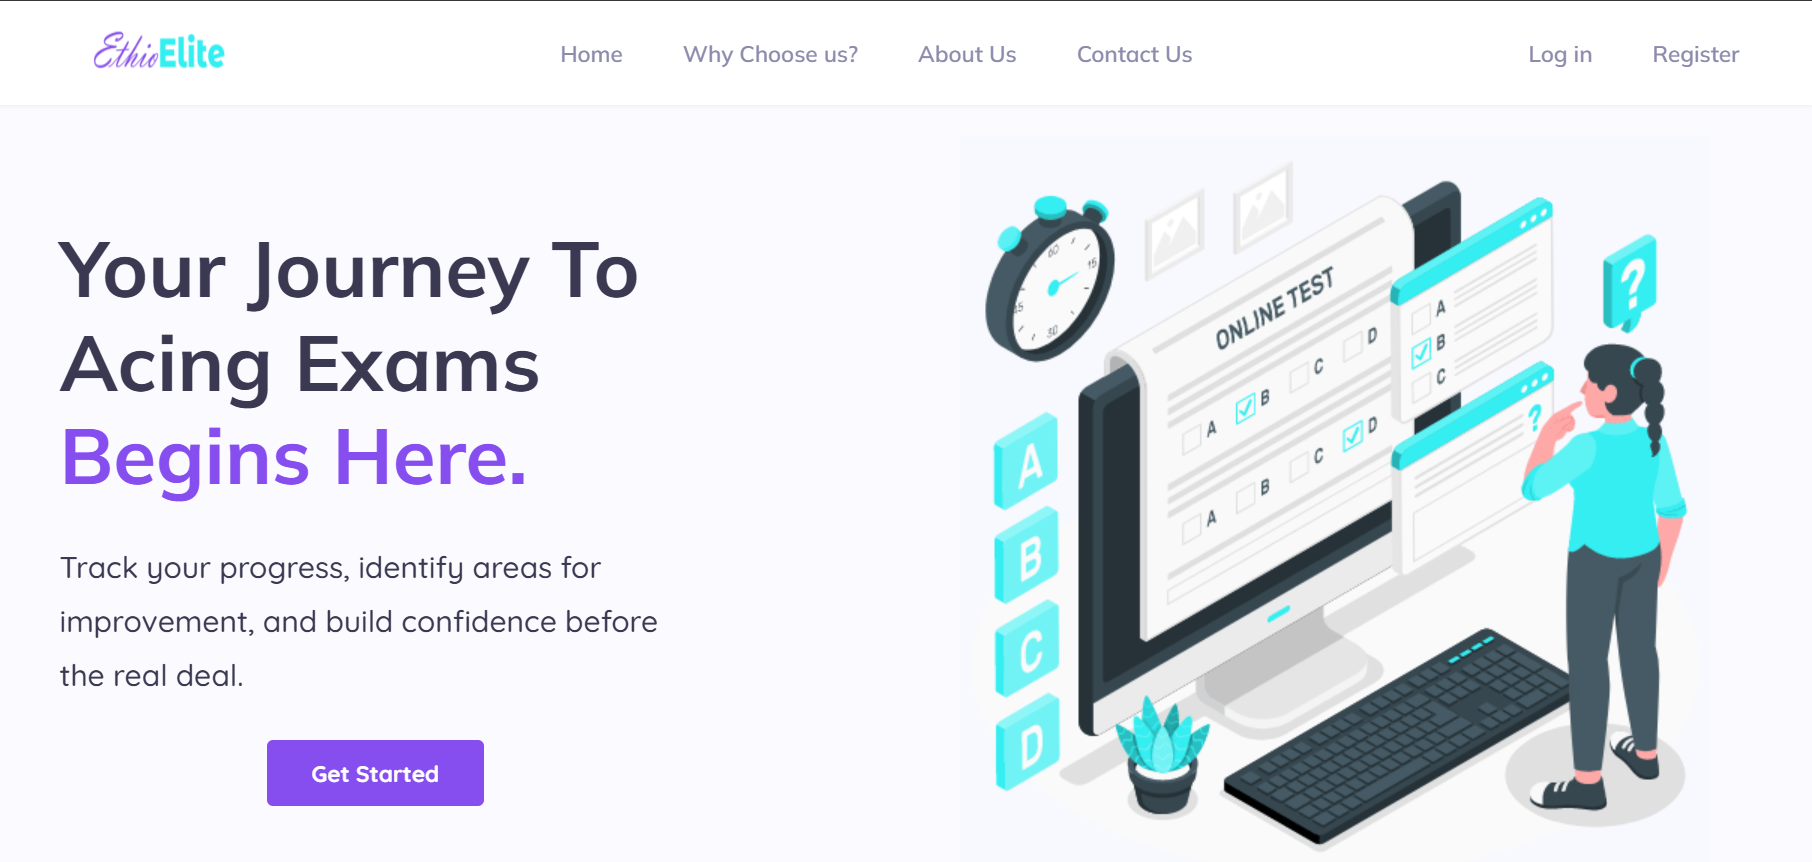 EthioElite
Home
Why Choose us?
About Us
Contact Us
Log in
Register
Your Journey To
Acing Exams
Begins Here.
Track your progress, identify areas for
improvement, and build confidence before
the real deal.
Get Started
60
15
30
45
ONLINE TEST
A B C D
A B C D
A
B
C
?
?
A
B
C
D